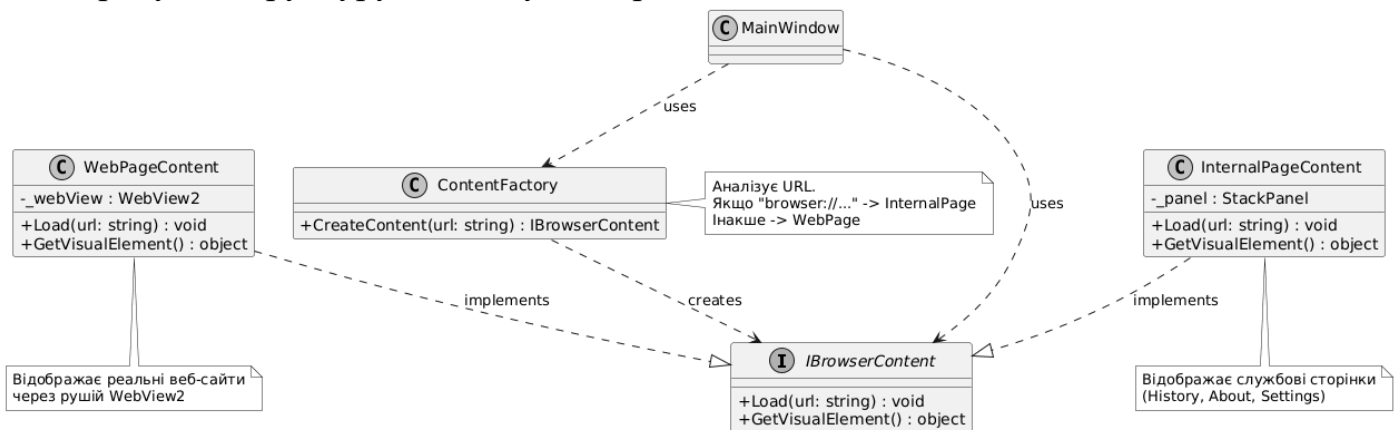 C MainWindow
uses
uses
C WebPageContent
-_webView : WebView2
+Load(url: string) : void
+GetVisualElement() : object
C ContentFactory
+CreateContent(url: string) : IBrowserContent
Аналізує URL.
Якщо "browser://..." -> InternalPage
Інакше -> WebPage
C InternalPageContent
-_panel : StackPanel
+Load(url: string) : void
+GetVisualElement() : object
implements
creates
implements
Відображає реальні веб-сайти
через рушій WebView2
I IBrowserContent
+Load(url: string) : void
+GetVisualElement() : object
Відображає службові сторінки
(History, About, Settings)